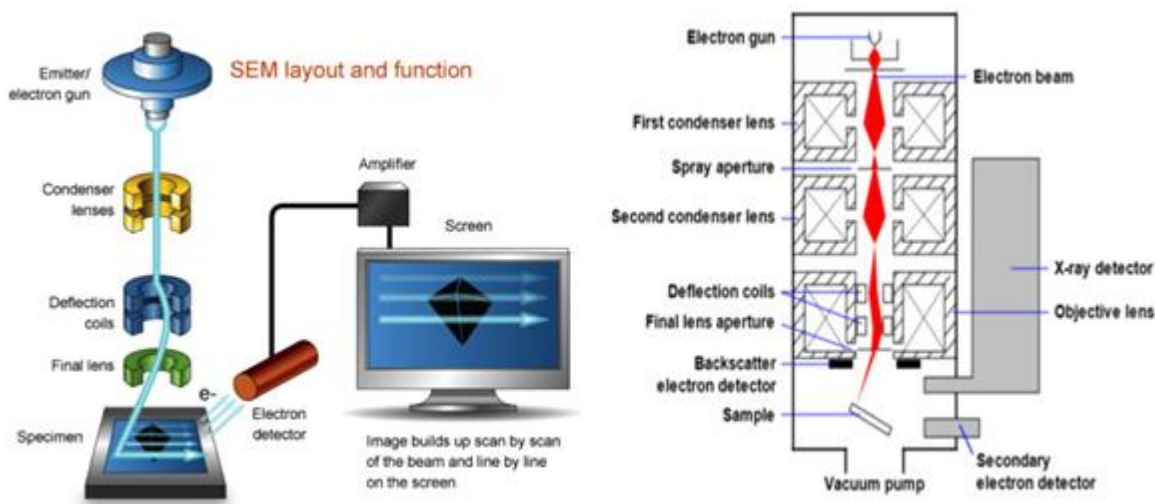 SEM layout and function
Emitter/
electron gun
Condenser
lenses
Deflection
coils
Final lens
Specimen
e-
Electron
detector
Amplifier
Screen
Image builds up scan by scan
of the beam and line by line
on the screen
Electron gun
Electron beam
First condenser lens
Spray aperture
Second condenser lens
X-ray detector
Deflection coils
Objective lens
Final lens aperture
Backscatter
electron detector
Sample
Secondary
electron detector
Vacuum pump